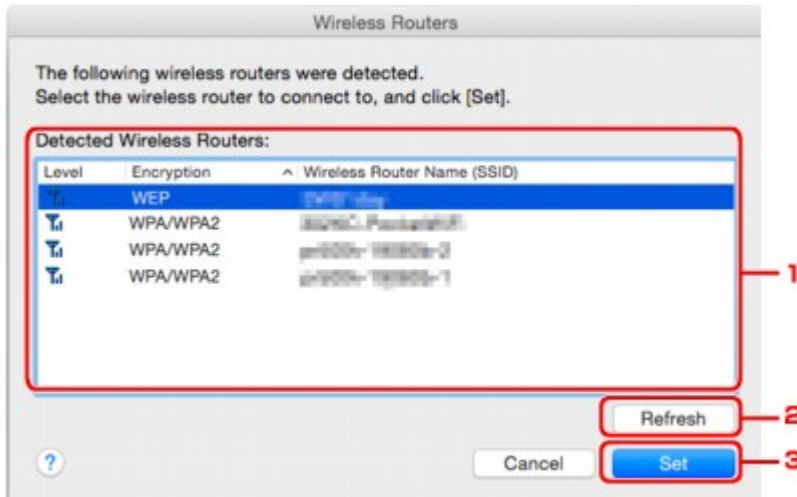 Wireless Routers
The following wireless routers were detected.
Select the wireless router to connect to, and click [Set].
Detected Wireless Routers:
Level Encryption Wireless Router Name (SSID)
WEP
WPA/WPA2
WPA/WPA2
WPA/WPA2
1
Refresh 2
? Cancel Set 3